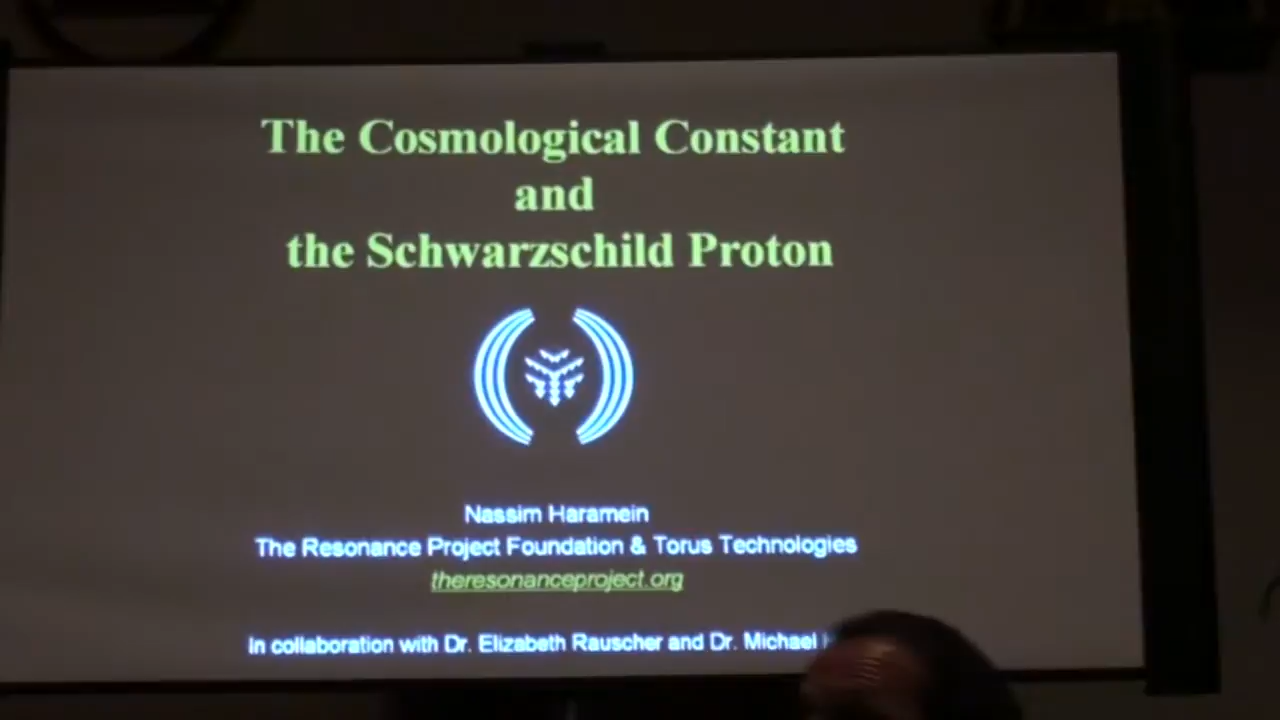 The Cosmological Constant
and
the Schwarzschild Proton
Nassim Haramein
The Resonance Project Foundation & Torus Technologies
theresonanceproject.org
In collaboration with Dr. Elizabeth Rauscher and Dr. Michael